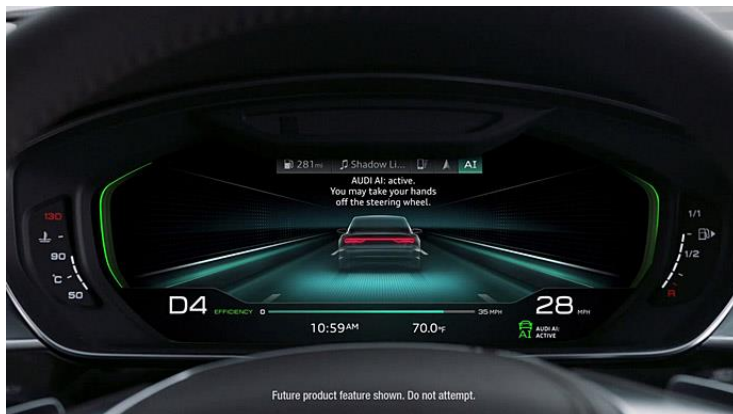 281mi
Shadow Li...
AI
AUDI AI: active.
You may take your hands
off the steering wheel.
130
90
°C
50
1/1
1/2
R
D4
EFFICIENCY 0
35 MPH
28 MPH
10:59AM
70.0°F
AI
AUDI AI:
ACTIVE
Future product feature shown. Do not attempt.